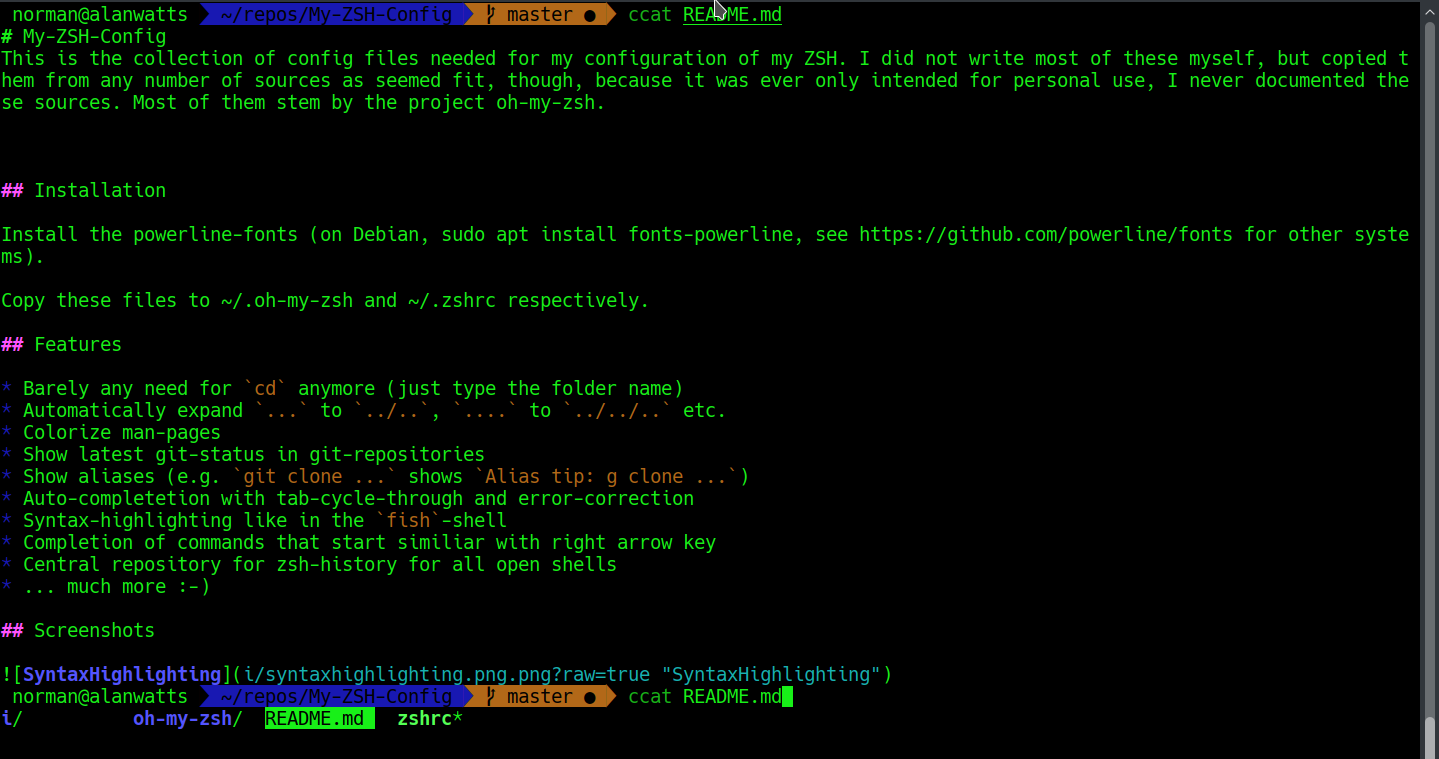 norman@alanwatts ~/repos/My-ZSH-Config master ● ccat README.md
# My-ZSH-Config
This is the collection of config files needed for my configuration of my ZSH. I did not write most of these myself, but copied t
hem from any number of sources as seemed fit, though, because it was ever only intended for personal use, I never documented the
se sources. Most of them stem by the project oh-my-zsh.
## Installation
Install the powerline-fonts (on Debian, sudo apt install fonts-powerline, see https://github.com/powerline/fonts for other syste
ms).
Copy these files to ~/.oh-my-zsh and ~/.zshrc respectively.
## Features
* Barely any need for `cd` anymore (just type the folder name)
* Automatically expand `...` to `../..`, `....` to `../../..` etc.
* Colorize man-pages
* Show latest git-status in git-repositories
* Show aliases (e.g. `git clone ...` shows `Alias tip: g clone ...`)
* Auto-completetion with tab-cycle-through and error-correction
* Syntax-highlighting like in the `fish`-shell
* Completion of commands that start similiar with right arrow key
* Central repository for zsh-history for all open shells
* ... much more :-)
## Screenshots
![SyntaxHighlighting](i/syntaxhighlighting.png.png?raw=true "SyntaxHighlighting")
norman@alanwatts ~/repos/My-ZSH-Config master ● ccat README.md
i/ oh-my-zsh/ README.md zshrc*